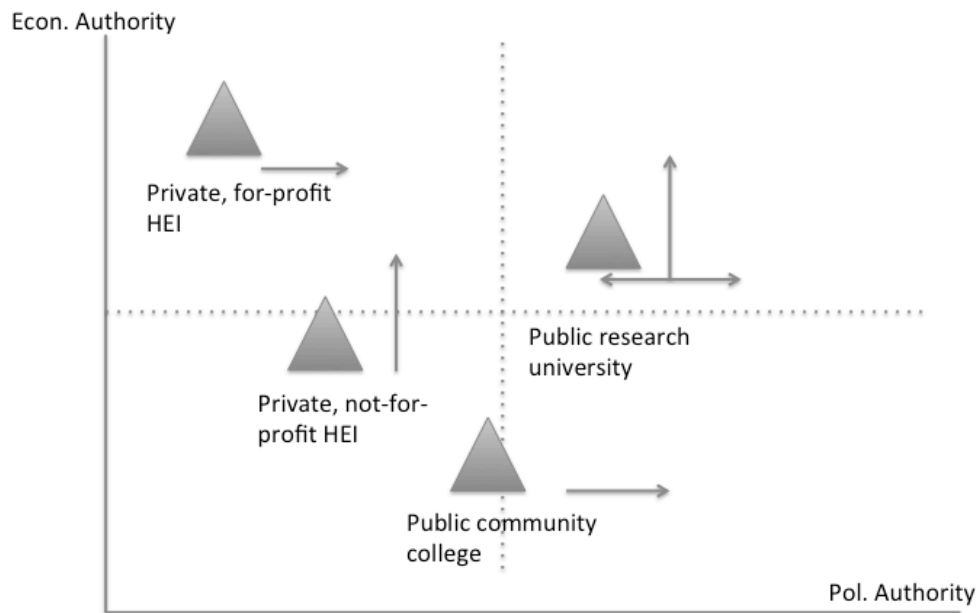 Econ. Authority
Private, for-profit
HEI
Public research
university
Private, not-for-
profit HEI
Public community
college
Pol. Authority